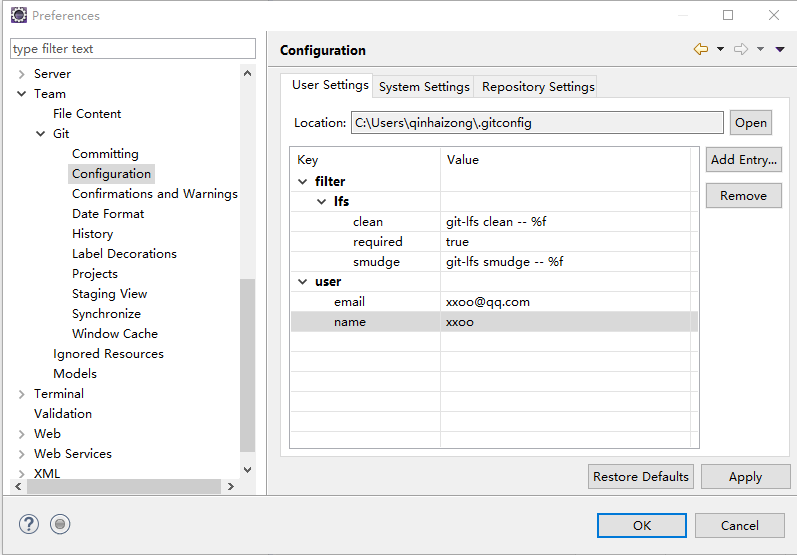 Preferences
type filter text
Server
Team
File Content
Git
Committing
Configuration
Confirmations and Warnings
Date Format
History
Label Decorations
Projects
Staging View
Synchronize
Window Cache
Ignored Resources
Models
Terminal
Validation
Web
Web Services
XML
Configuration
User Settings System Settings Repository Settings
Location: C:\Users\qinhaizong\.gitconfig Open
Key Value Add Entry...
filter
lfs Remove
clean git-lfs clean -- %f
required true
smudge git-lfs smudge -- %f
user
email xxoo@qq.com
name xxoo
Restore Defaults Apply
? OK Cancel